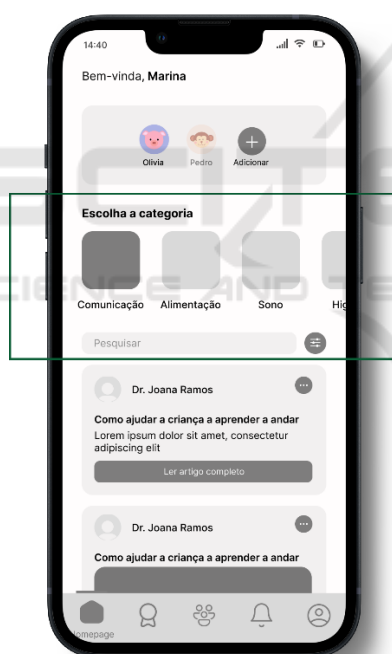 14:40
Bem-vinda, Marina
Olivia Pedro Adicionar
Escolha a categoria
Comunicação Alimentação Sono Hig
Pesquisar
Dr. Joana Ramos
Como ajudar a criança a aprender a andar
Lorem ipsum dolor sit amet, consectetur
adipiscing elit
Ler artigo completo
Dr. Joana Ramos
Como ajudar a criança a aprender a andar
Homepage